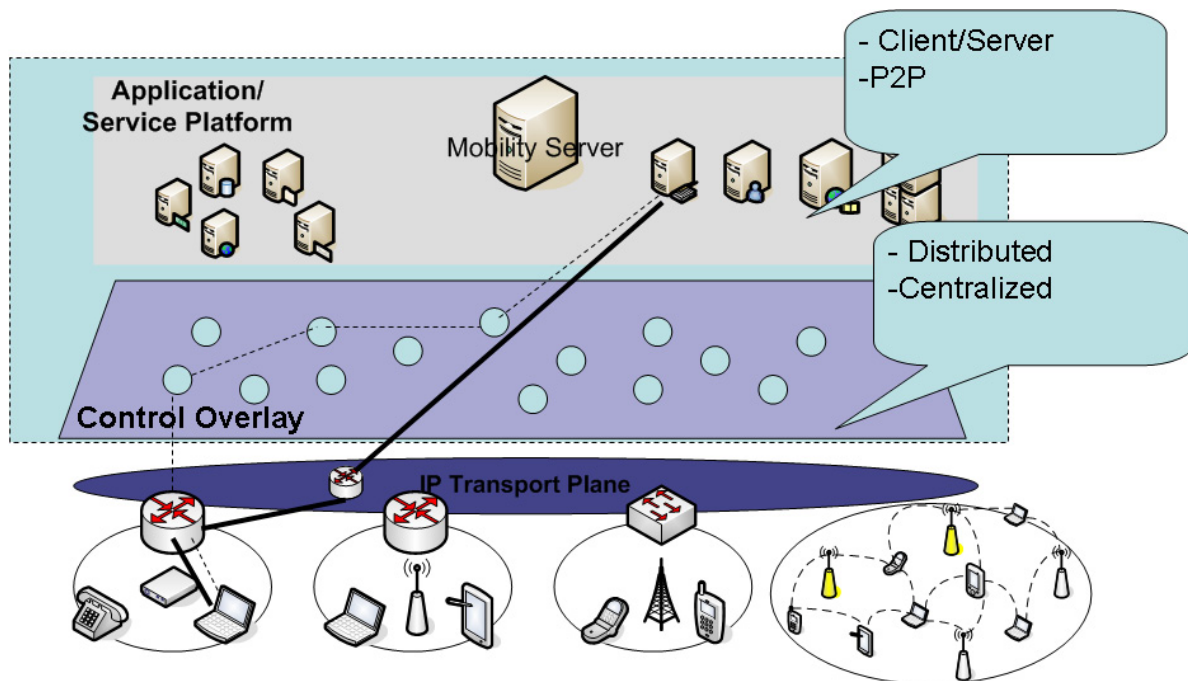 - Client/Server
-P2P
Application/
Service Platform
Mobility Server
- Distributed
-Centralized
Control Overlay
IP Transport Plane